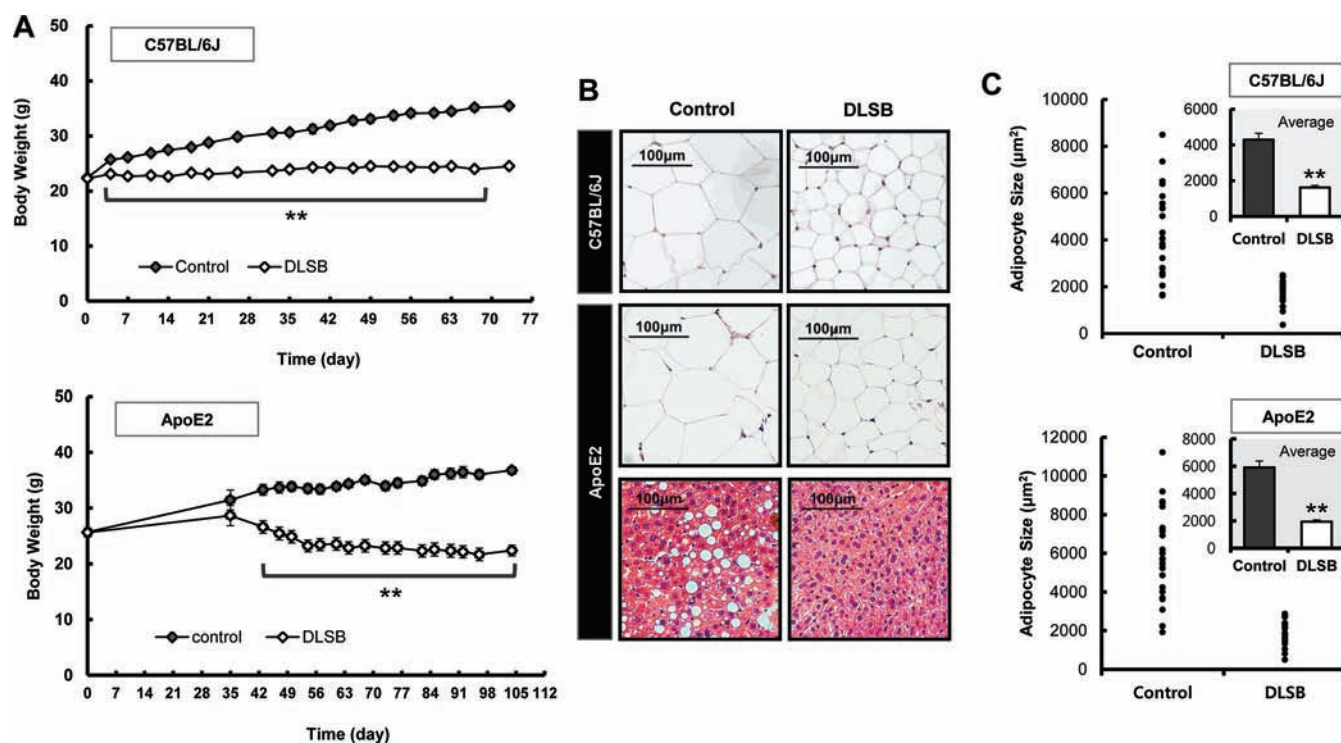 A
C57BL/6J
50
40
30
20
10
0
Body Weight (g)
**
Control
DLSB
0 7 14 21 28 35 42 49 56 63 70 77
Time (day)
ApoE2
50
40
30
20
10
0
Body Weight (g)
**
control
DLSB
0 7 14 21 28 35 42 49 56 63 70 77 84 91 98 105 112
Time (day)
B
Control DLSB
C57BL/6J
100μm 100μm
ApoE2
100μm 100μm
100μm 100μm
C
C57BL/6J
10000
8000
6000
4000
2000
0
Adipocyte Size (μm²)
6000
4000
2000
0
Average
**
Control DLSB
Control DLSB
ApoE2
12000
10000
8000
6000
4000
2000
0
Adipocyte Size (μm²)
8000
6000
4000
2000
0
Average
**
Control DLSB
Control DLSB